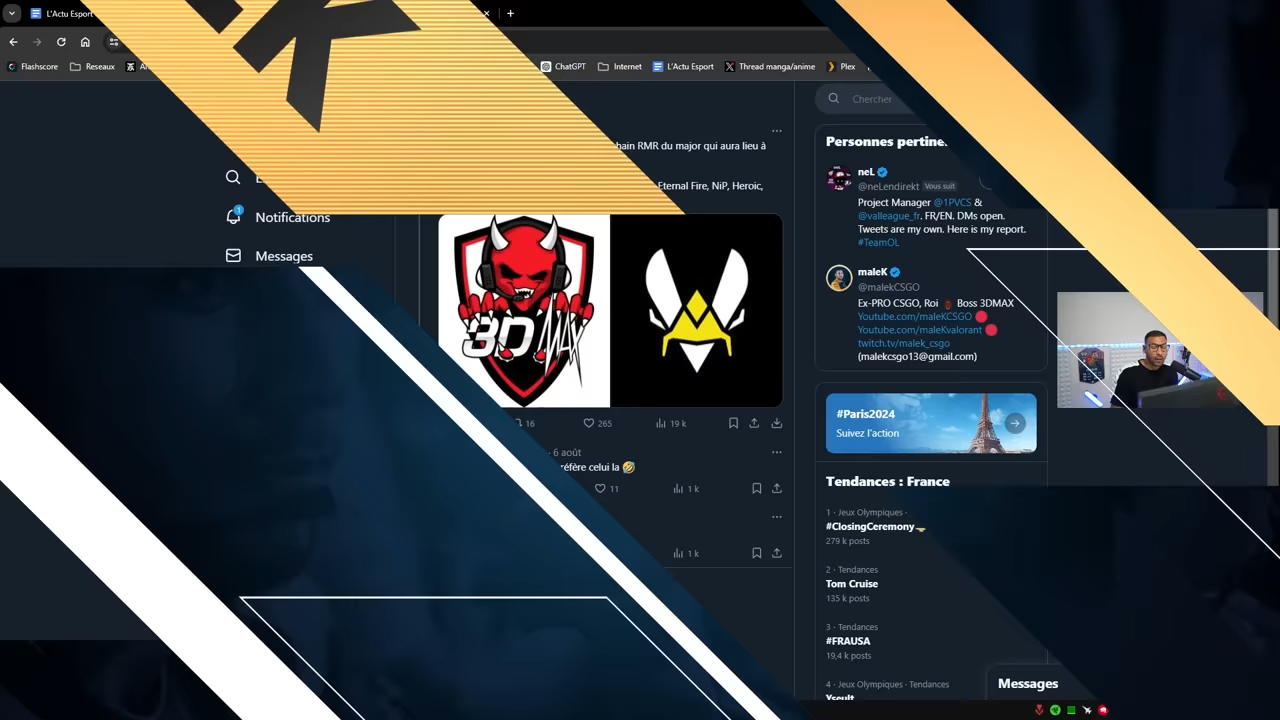 L'Actu Esport
Flashscore
Reseaux
ChatGPT
Internet
L'Actu Esport
Thread manga/anime
Plex
K
Chercher
hain RMR du major qui aura lieu à
Eternal Fire, NiP, Heroic,
Notifications
Messages
3DMAX
16
265
19 k
6 août
réfère celui la 🤣
11
1 k
1 k
Personnes pertine
neL
@neLendirekt Vous suit
Project Manager @1PVCS &
@valleague_fr. FR/EN. DMs open.
Tweets are my own. Here is my report.
#TeamOL
maleK
@malekCSGO
Ex-PRO CSGO, Roi Boss 3DMAX
Youtube.com/maleKCSGO 🔴
Youtube.com/maleKvalorant 🔴
twitch.tv/malek_csgo
(malekcsgo13@gmail.com)
#Paris2024
Suivez l'action
Tendances : France
1 · Jeux Olympiques ·
#ClosingCeremony
279 k posts
2 · Tendances
Tom Cruise
135 k posts
3 · Tendances
#FRAUSA
19,4 k posts
4 · Jeux Olympiques · Tendances
Yseult
Messages